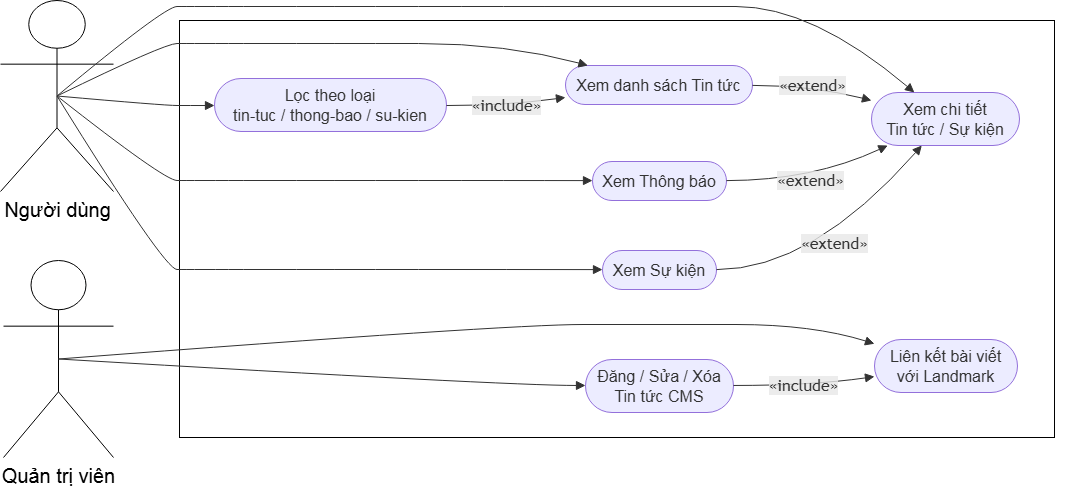 Xem danh sách Tin tức
«extend»
Lọc theo loại
tin-tuc / thong-bao / su-kien
«include»
Xem chi tiết
Tin tức / Sự kiện
Xem Thông báo
«extend»
Người dùng
Xem Sự kiện
«extend»
Liên kết bài viết
với Landmark
Đăng / Sửa / Xóa
Tin tức CMS
«include»
Quản trị viên